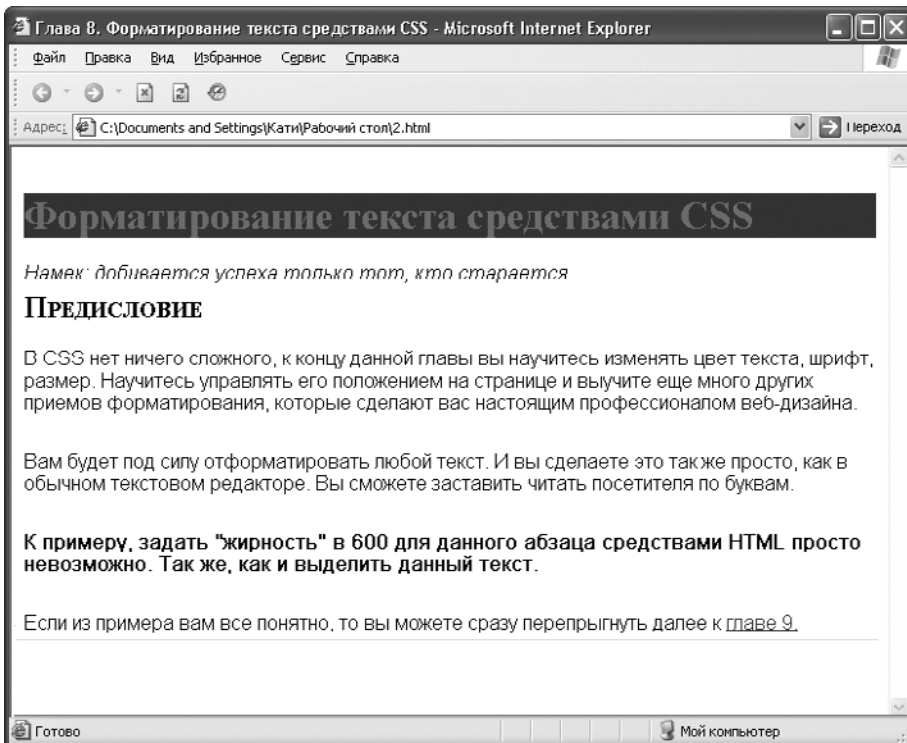 Глава 8. Форматирование текста средствами CSS - Microsoft Internet Explorer
Файл Правка Вид Избранное Сервис Справка
Адрес: C:\Documents and Settings\Кати\Рабочий стол\2.html Переход
Форматирование текста средствами CSS
Намек: добивается успеха только тот, кто старается
Предисловие
В CSS нет ничего сложного, к концу данной главы вы научитесь изменять цвет текста, шрифт,
размер. Научитесь управлять его положением на странице и выучите еще много других
приемов форматирования, которые сделают вас настоящим профессионалом веб-дизайна.
Вам будет под силу отформатировать любой текст. И вы сделаете это также просто, как в
обычном текстовом редакторе. Вы сможете заставить читать посетителя по буквам.
К примеру, задать "жирность" в 600 для данного абзаца средствами HTML просто
невозможно. Так же, как и выделить данный текст.
Если из примера вам все понятно, то вы можете сразу перепрыгнуть далее к главе 9.
Готово Мой компьютер